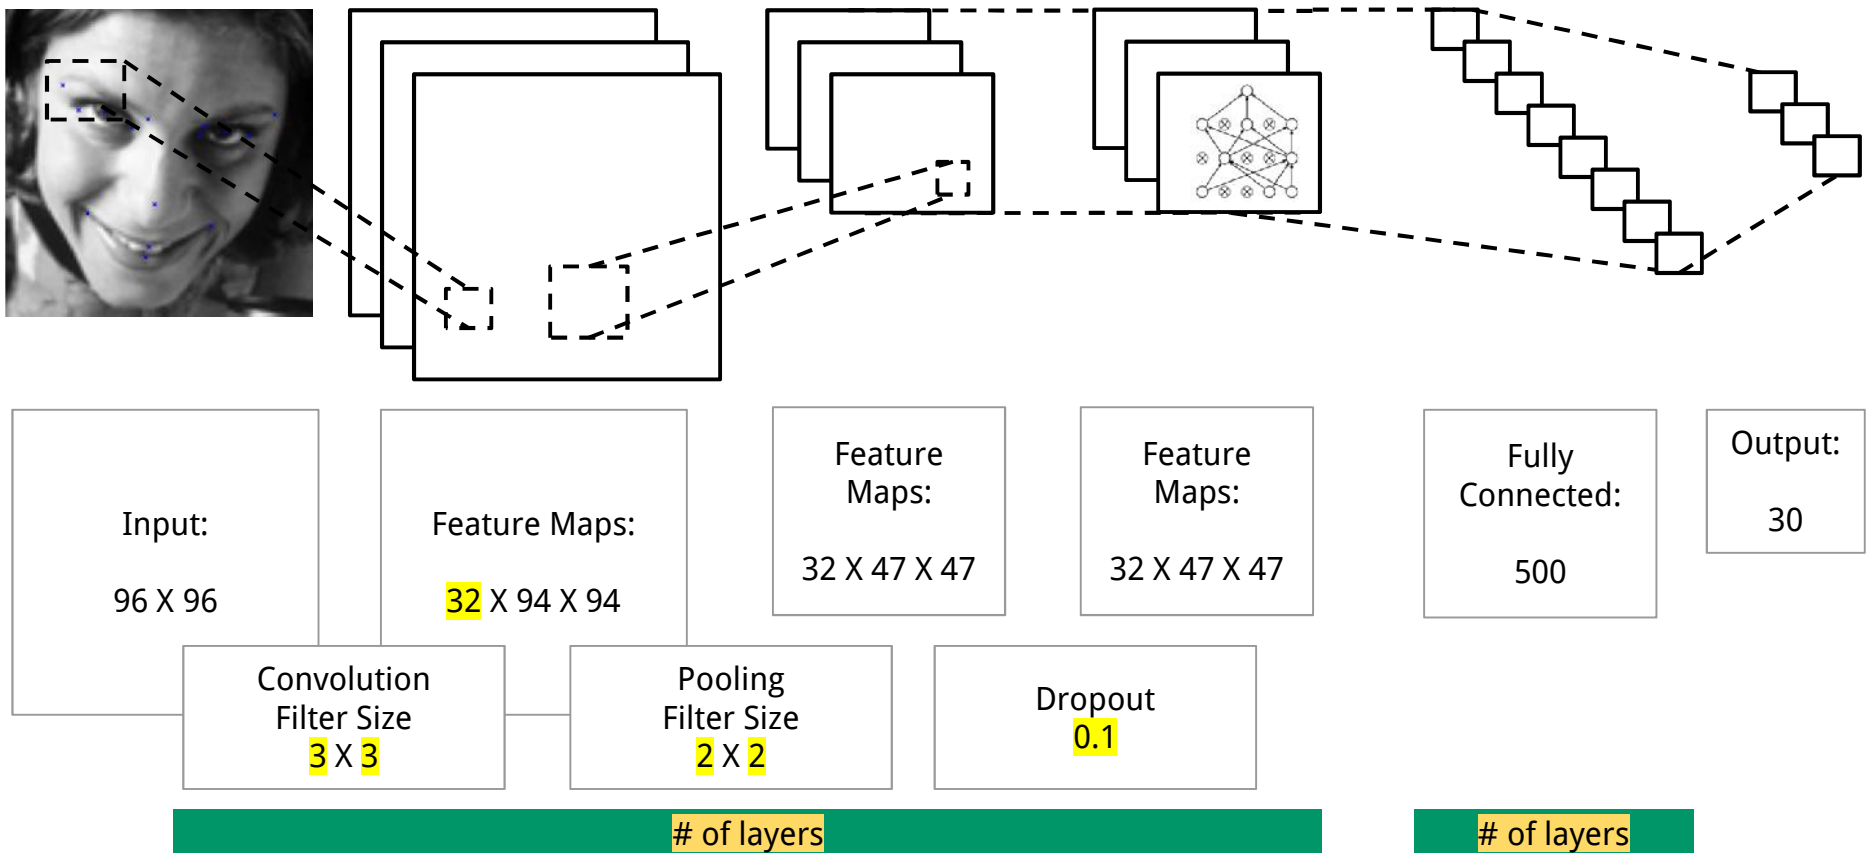 Input:
96 X 96
Feature Maps:
32 X 94 X 94
Feature
Maps:
32 X 47 X 47
Feature
Maps:
32 X 47 X 47
Fully
Connected:
500
Output:
30
Convolution
Filter Size
3 X 3
Pooling
Filter Size
2 X 2
Dropout
0.1
# of layers
# of layers